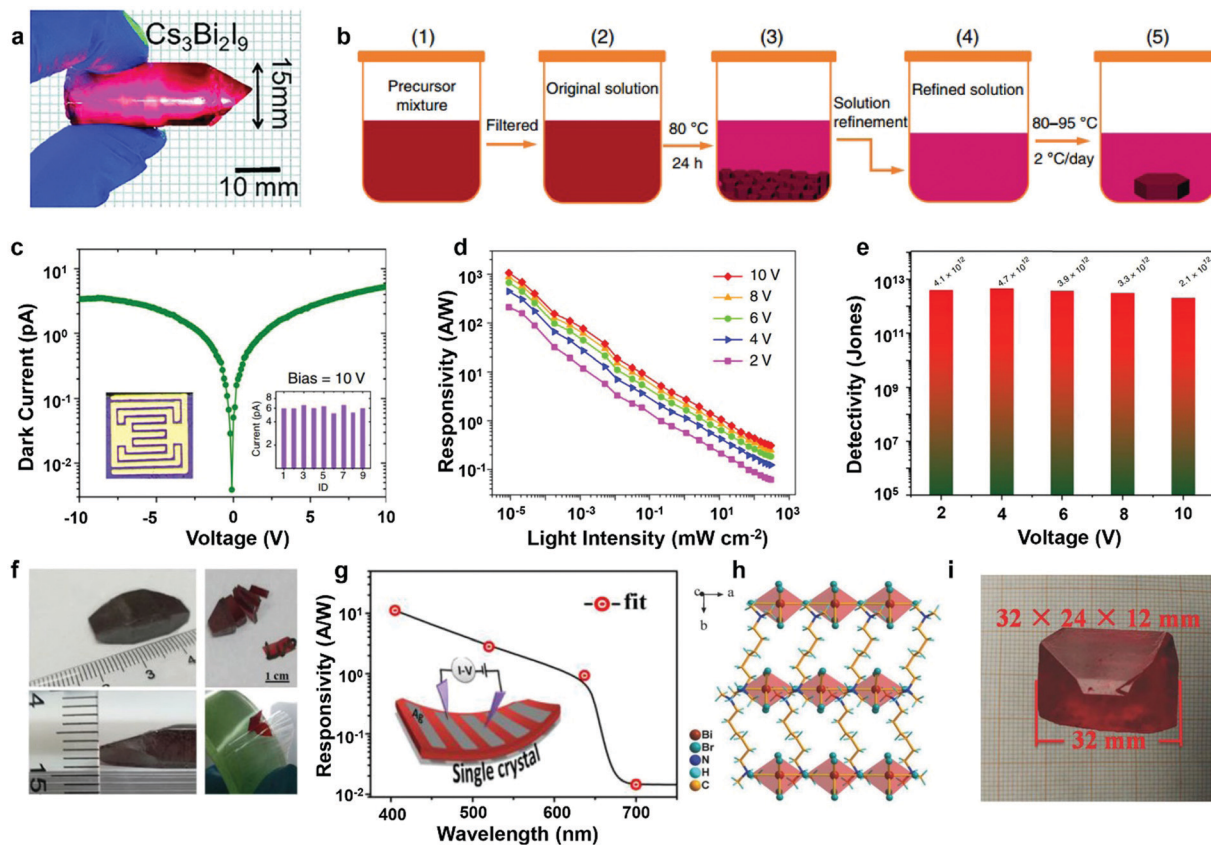 a
Cs₃Bi₂I₉
15mm
10 mm
b
(1)
(2)
(3)
(4)
(5)
Precursor
mixture
Filtered
Original solution
80 °C
24 h
Solution
refinement
Refined solution
80–95 °C
2 °C/day
c
Dark Current (pA)
10¹
10⁰
10⁻¹
10⁻²
-10
-5
0
5
10
Voltage (V)
Bias = 10 V
Current (pA)
8
6
4
2
1 3 5 7 9
ID
d
Responsivity (A/W)
10³
10²
10¹
10⁰
10⁻¹
10⁻⁵
10⁻³
10⁻¹
10¹
10³
Light Intensity (mW cm⁻²)
10 V
8 V
6 V
4 V
2 V
e
Detectivity (Jones)
10¹³
10¹¹
10⁹
10⁷
10⁵
4.1 × 10¹²
4.7 × 10¹²
3.9 × 10¹²
3.3 × 10¹²
2.1 × 10¹²
2
4
6
8
10
Voltage (V)
f
2
3
4
1 cm
4
15
g
Responsivity (A/W)
10¹
10⁰
10⁻¹
10⁻²
400
500
600
700
Wavelength (nm)
fit
I-V
Ag
Single crystal
h
c
a
b
Bi
Br
N
H
C
i
32 × 24 × 12 mm
32 mm